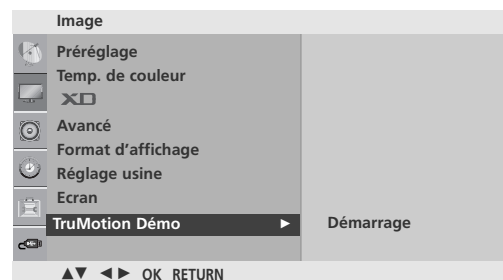 Image
Préréglage
Temp. de couleur
XD
Avancé
Format d’affichage
Réglage usine
Ecran
TruMotion Démo ► Démarrage
▲▼ ◄► OK RETURN